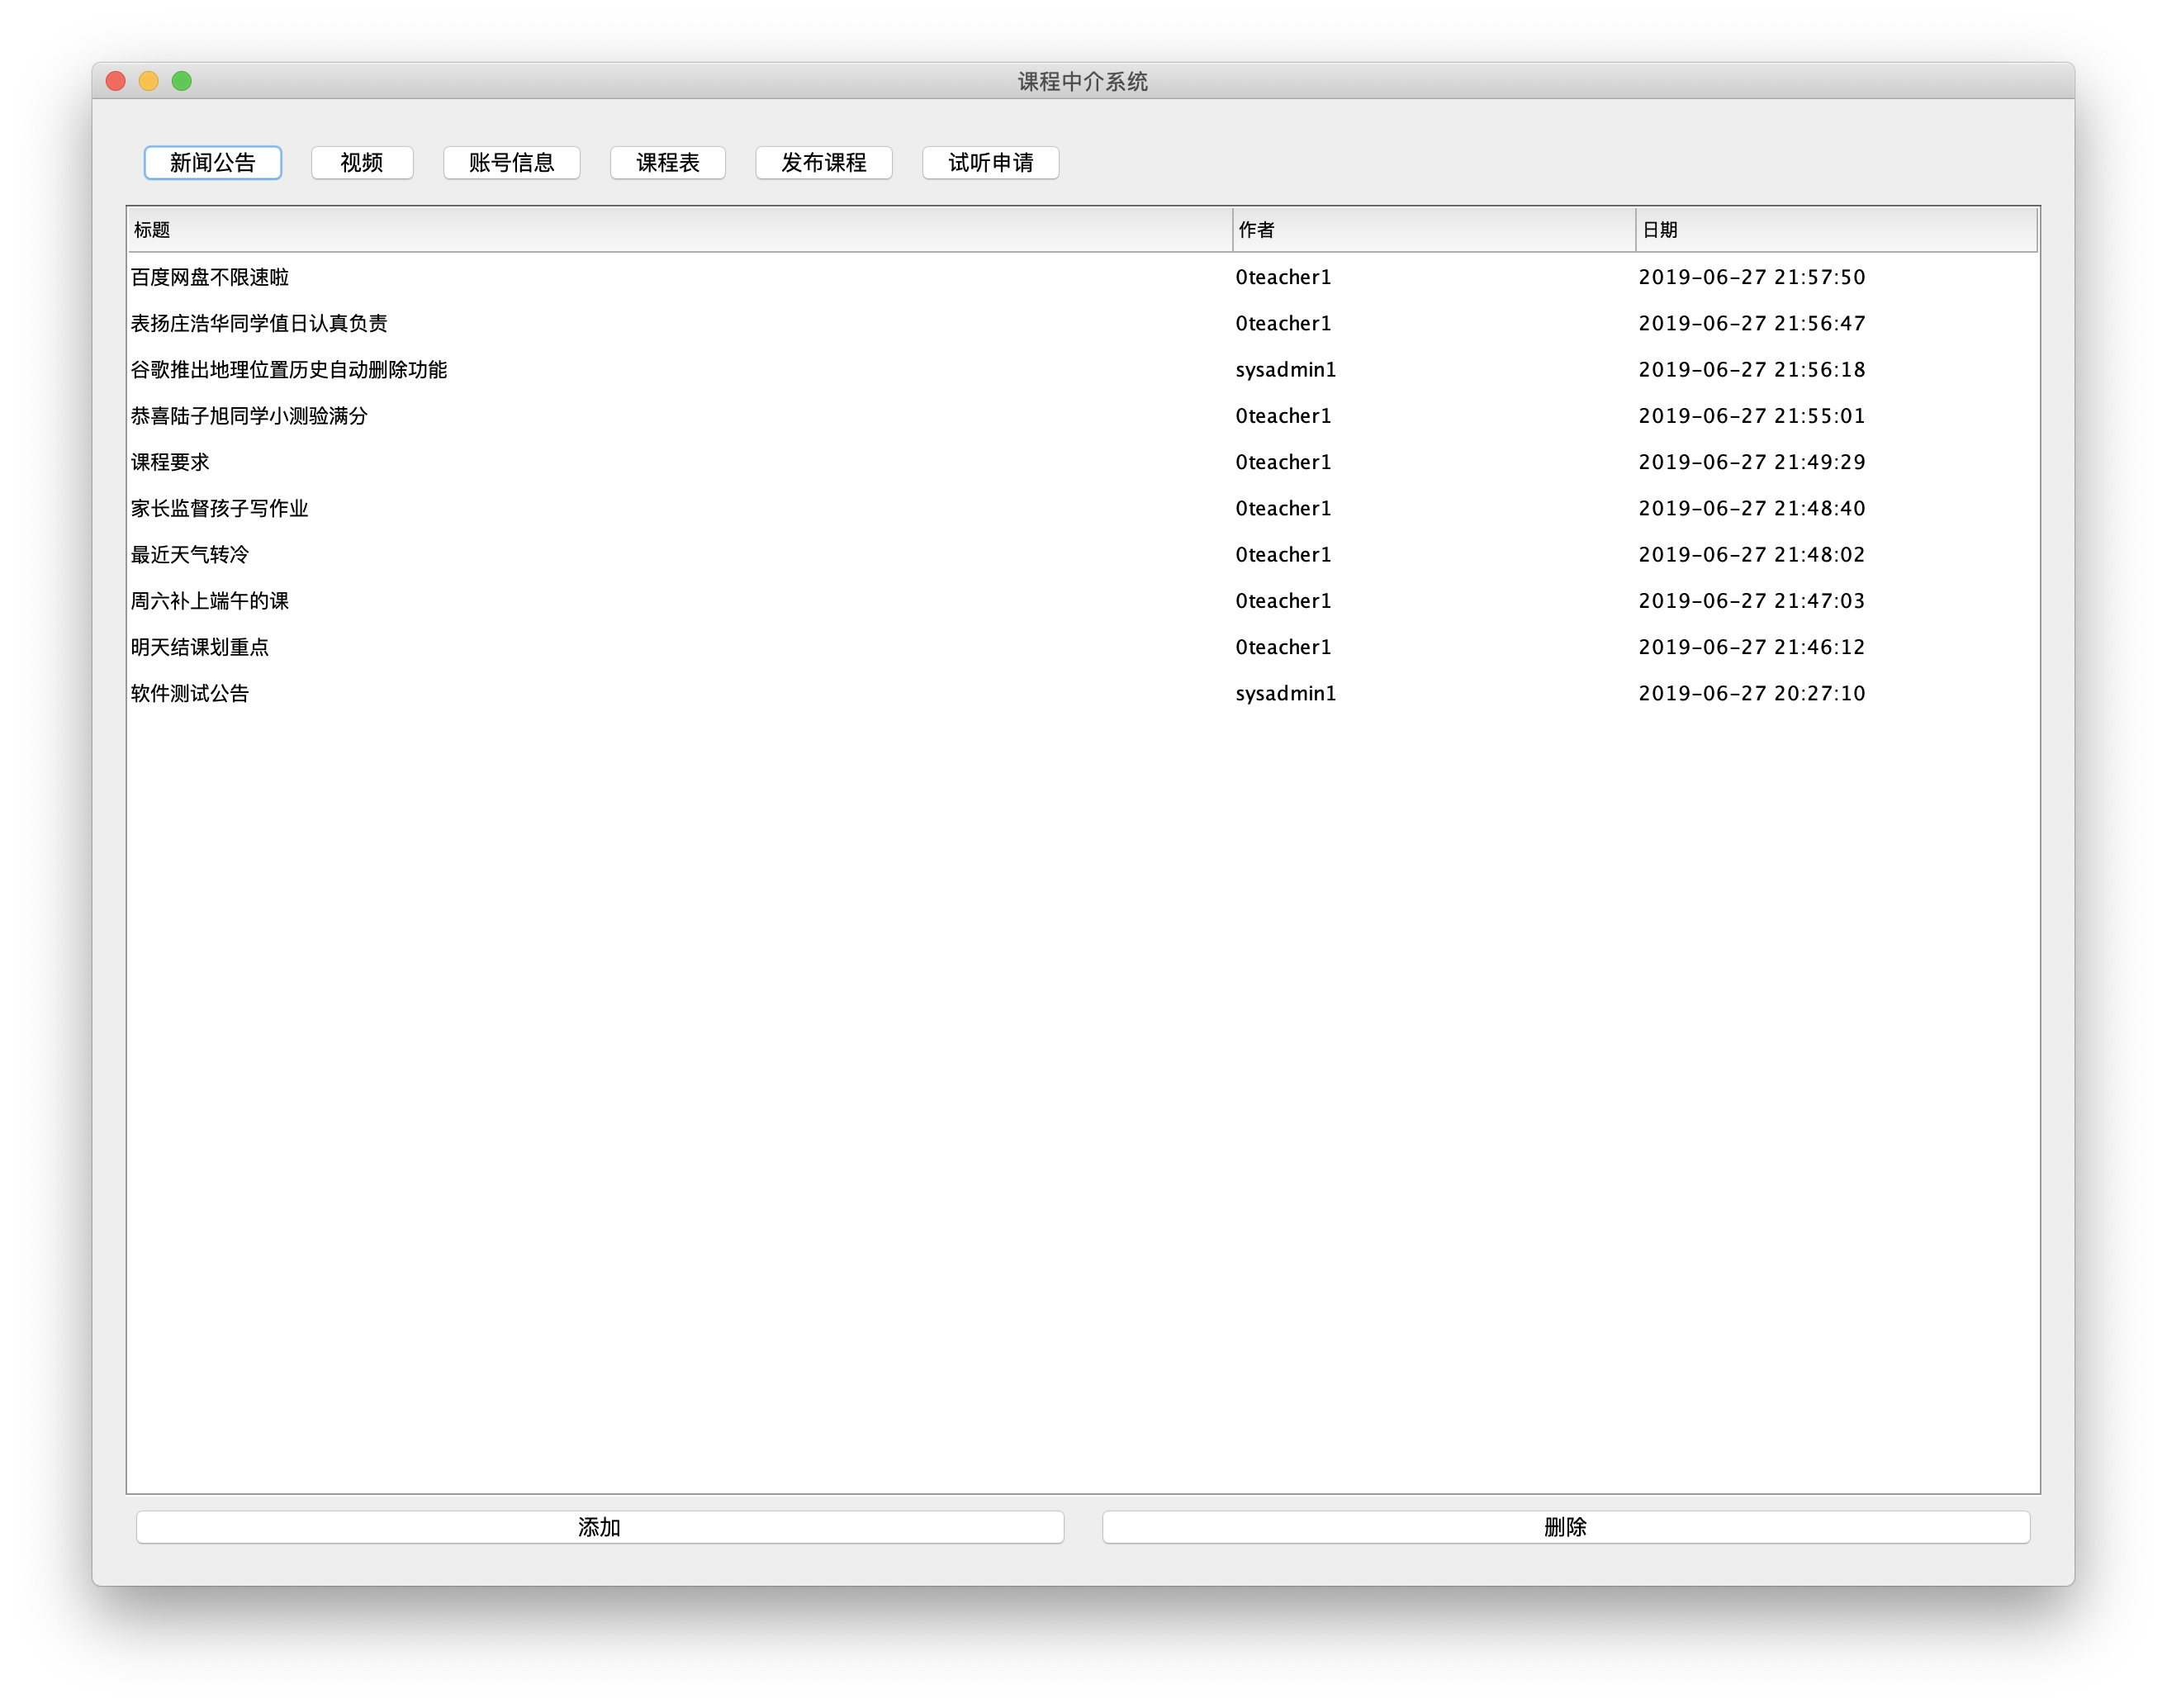 课程中介系统
新闻公告 视频 账号信息 课程表 发布课程 试听申请
标题 作者 日期
百度网盘不限速啦 0teacher1 2019-06-27 21:57:50
表扬庄浩华同学值日认真负责 0teacher1 2019-06-27 21:56:47
谷歌推出地理位置历史自动删除功能 sysadmin1 2019-06-27 21:56:18
恭喜陆子旭同学小测验满分 0teacher1 2019-06-27 21:55:01
课程要求 0teacher1 2019-06-27 21:49:29
家长监督孩子写作业 0teacher1 2019-06-27 21:48:40
最近天气转冷 0teacher1 2019-06-27 21:48:02
周六补上端午的课 0teacher1 2019-06-27 21:47:03
明天结课划重点 0teacher1 2019-06-27 21:46:12
软件测试公告 sysadmin1 2019-06-27 20:27:10
添加 删除